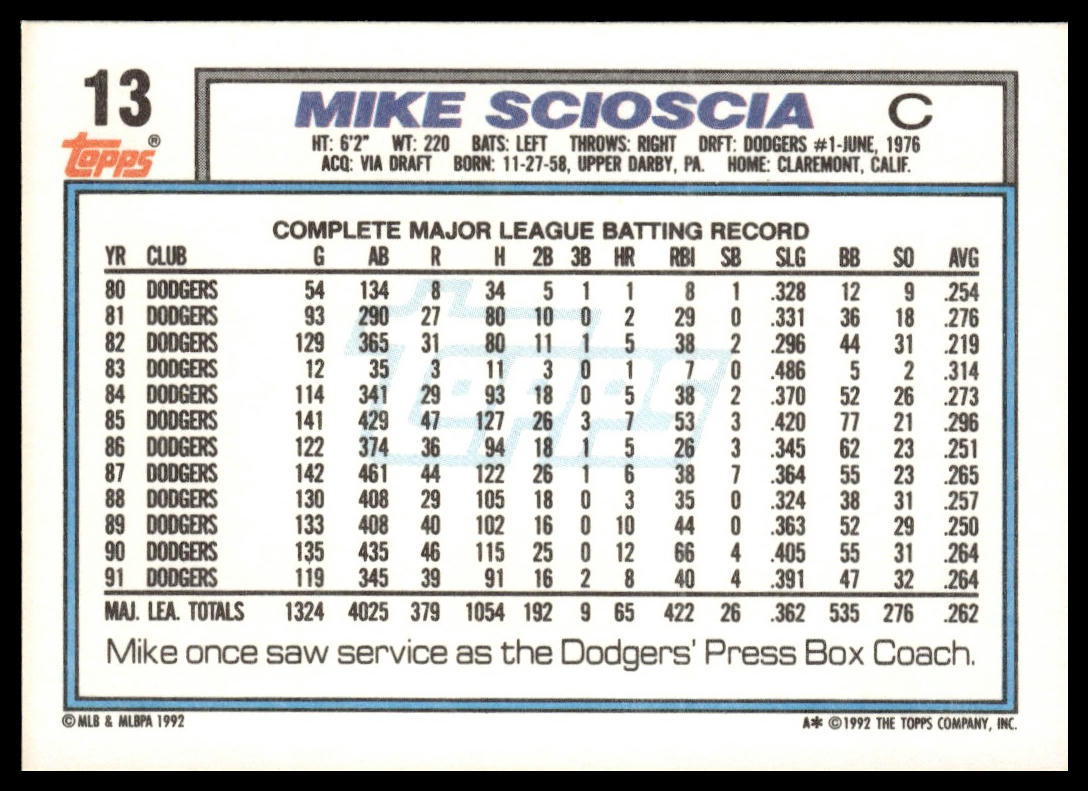 13
MIKE SCIOSCIA C
Topps®
HT: 6'2" WT: 220 BATS: LEFT THROWS: RIGHT DRFT: DODGERS #1-JUNE, 1976
ACQ: VIA DRAFT BORN: 11-27-58, UPPER DARBY, PA. HOME: CLAREMONT, CALIF.
COMPLETE MAJOR LEAGUE BATTING RECORD
YR CLUB G AB R H 2B 3B HR RBI SB SLG BB SO AVG
80 DODGERS 54 134 8 34 5 1 1 8 1 .328 12 9 .254
81 DODGERS 93 290 27 80 10 0 2 29 0 .331 36 18 .276
82 DODGERS 129 365 31 80 11 1 5 38 2 .296 44 31 .219
83 DODGERS 12 35 3 11 3 0 1 7 0 .486 5 2 .314
84 DODGERS 114 341 29 93 18 0 5 38 2 .370 52 26 .273
85 DODGERS 141 429 47 127 26 3 7 53 3 .420 77 21 .296
86 DODGERS 122 374 36 94 18 1 5 26 3 .345 62 23 .251
87 DODGERS 142 461 44 122 26 1 6 38 7 .364 55 23 .265
88 DODGERS 130 408 29 105 18 0 3 35 0 .324 38 31 .257
89 DODGERS 133 408 40 102 16 0 10 44 0 .363 52 29 .250
90 DODGERS 135 435 46 115 25 0 12 66 4 .405 55 31 .264
91 DODGERS 119 345 39 91 16 2 8 40 4 .391 47 32 .264
MAJ. LEA. TOTALS 1324 4025 379 1054 192 9 65 422 26 .362 535 276 .262
Topps
Mike once saw service as the Dodgers' Press Box Coach.
© MLB & MLBPA 1992
A* ©1992 THE TOPPS COMPANY, INC.